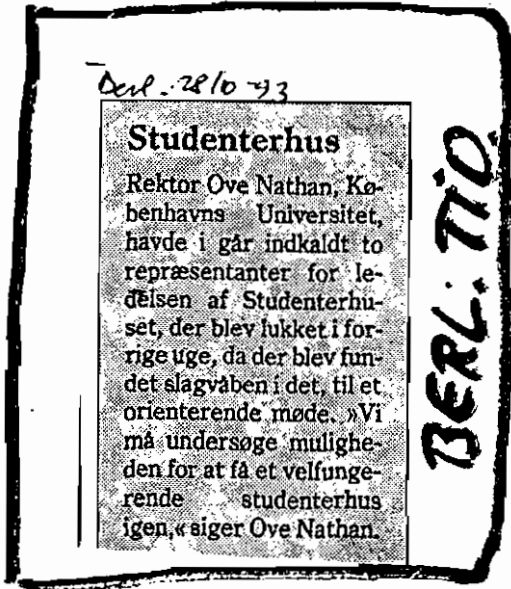 Berl. 28/10-93
Studenterhus
Rektor Ove Nathan, Kø-
benhavns Universitet,
havde i går indkaldt to
repræsentanter for le-
delsen af Studenterhu-
set, der blev lukket i for-
rige uge, da der blev fun-
det slagvåben i det, til et
orienterende møde. »Vi
må undersøge mulighe-
den for at få et velfunge-
rende studenterhus
igen,« siger Ove Nathan.
BERL. TID.